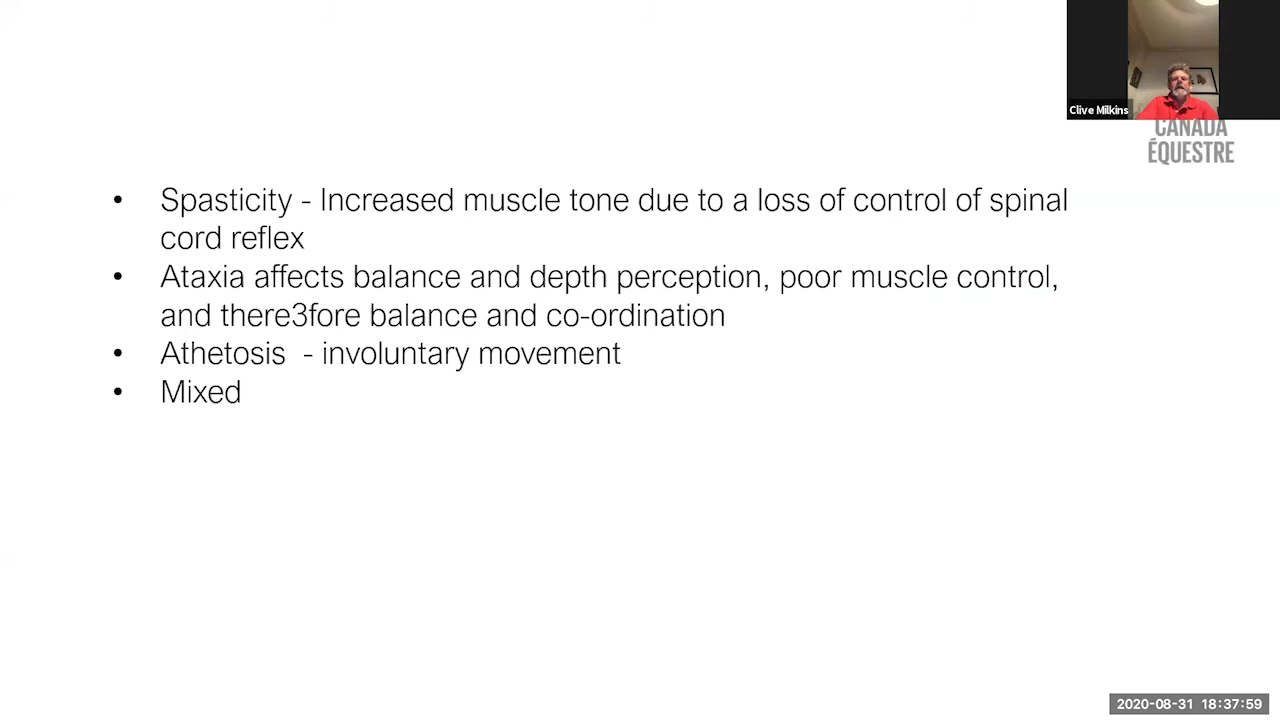 Clive Milkins
CANADA
ÉQUESTRE
• Spasticity - Increased muscle tone due to a loss of control of spinal
cord reflex
• Ataxia affects balance and depth perception, poor muscle control,
and there3fore balance and co-ordination
• Athetosis - involuntary movement
• Mixed
2020-08-31 18:37:59